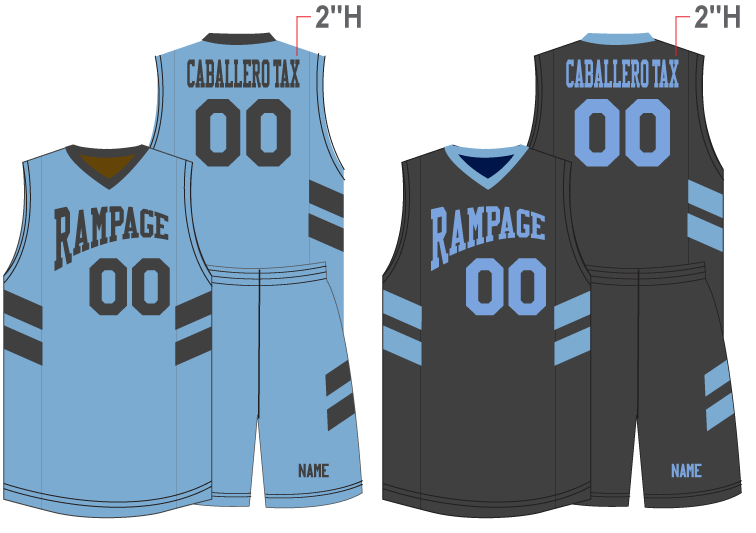 2"H
CABALLERO TAX
00
RAMPAGE
00
NAME
2"H
CABALLERO TAX
00
RAMPAGE
00
NAME